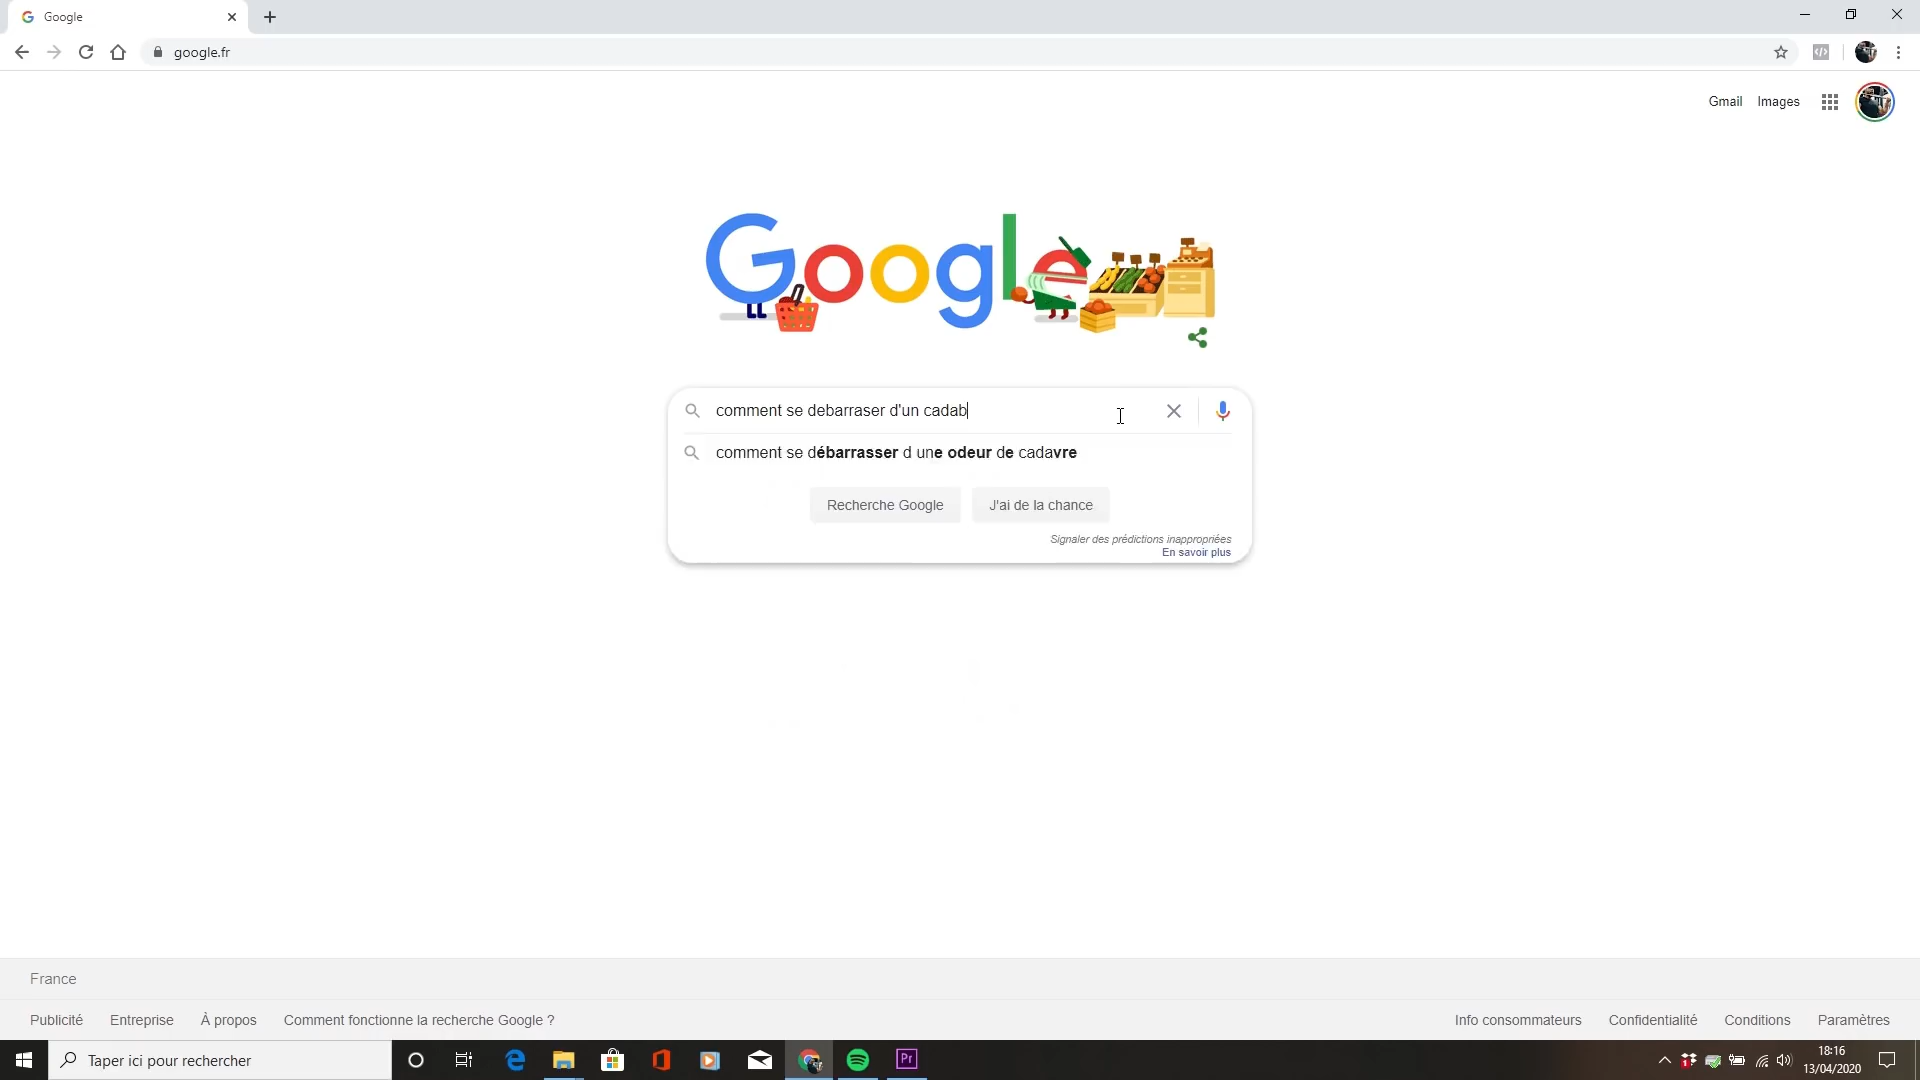 Google
google.fr
Gmail Images
Google
comment se debarraser d'un cadab
comment se débarrasser d une odeur de cadavre
Recherche Google J'ai de la chance
Signaler des prédictions inappropriées
En savoir plus
France
Publicité Entreprise À propos Comment fonctionne la recherche Google ? Info consommateurs Confidentialité Conditions Paramètres
Taper ici pour rechercher
Pr
18:16
13/04/2020